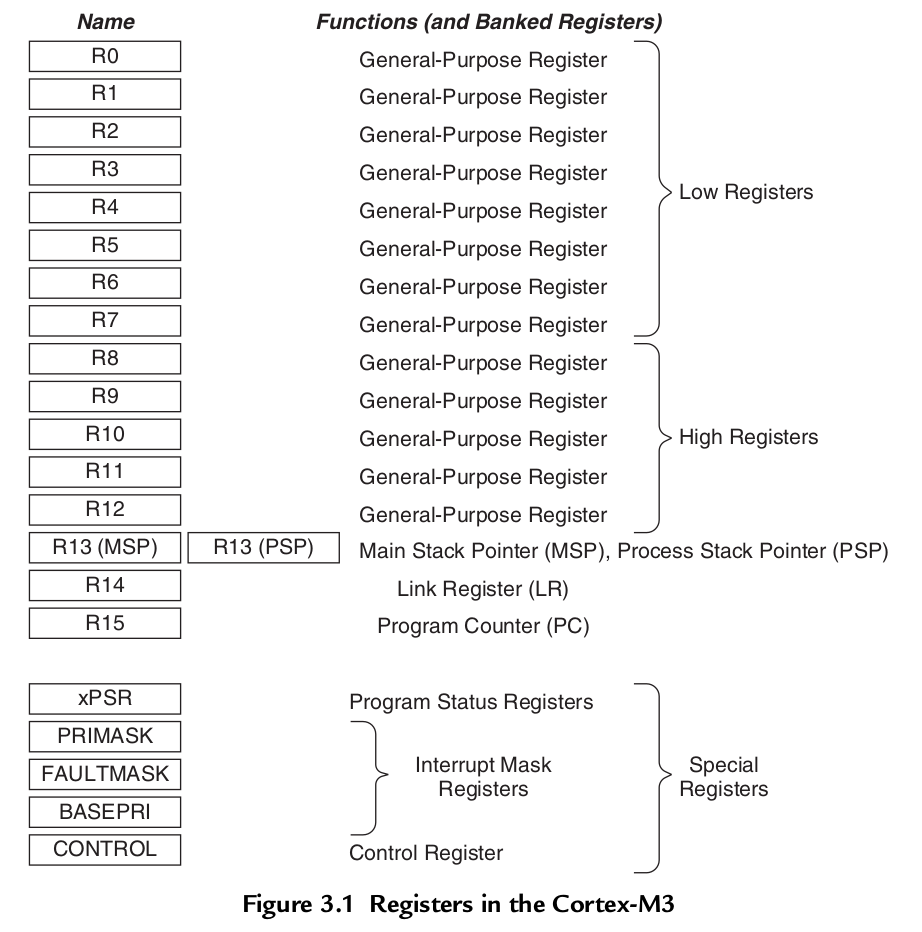 Name Functions (and Banked Registers)
R0 General-Purpose Register
R1 General-Purpose Register
R2 General-Purpose Register
R3 General-Purpose Register
R4 General-Purpose Register
R5 General-Purpose Register
R6 General-Purpose Register
R7 General-Purpose Register
Low Registers
R8 General-Purpose Register
R9 General-Purpose Register
R10 General-Purpose Register
R11 General-Purpose Register
R12 General-Purpose Register
High Registers
R13 (MSP) R13 (PSP) Main Stack Pointer (MSP), Process Stack Pointer (PSP)
R14 Link Register (LR)
R15 Program Counter (PC)
xPSR Program Status Registers
PRIMASK
FAULTMASK
BASEPRI
Interrupt Mask
Registers
CONTROL Control Register
Special
Registers
Figure 3.1 Registers in the Cortex-M3